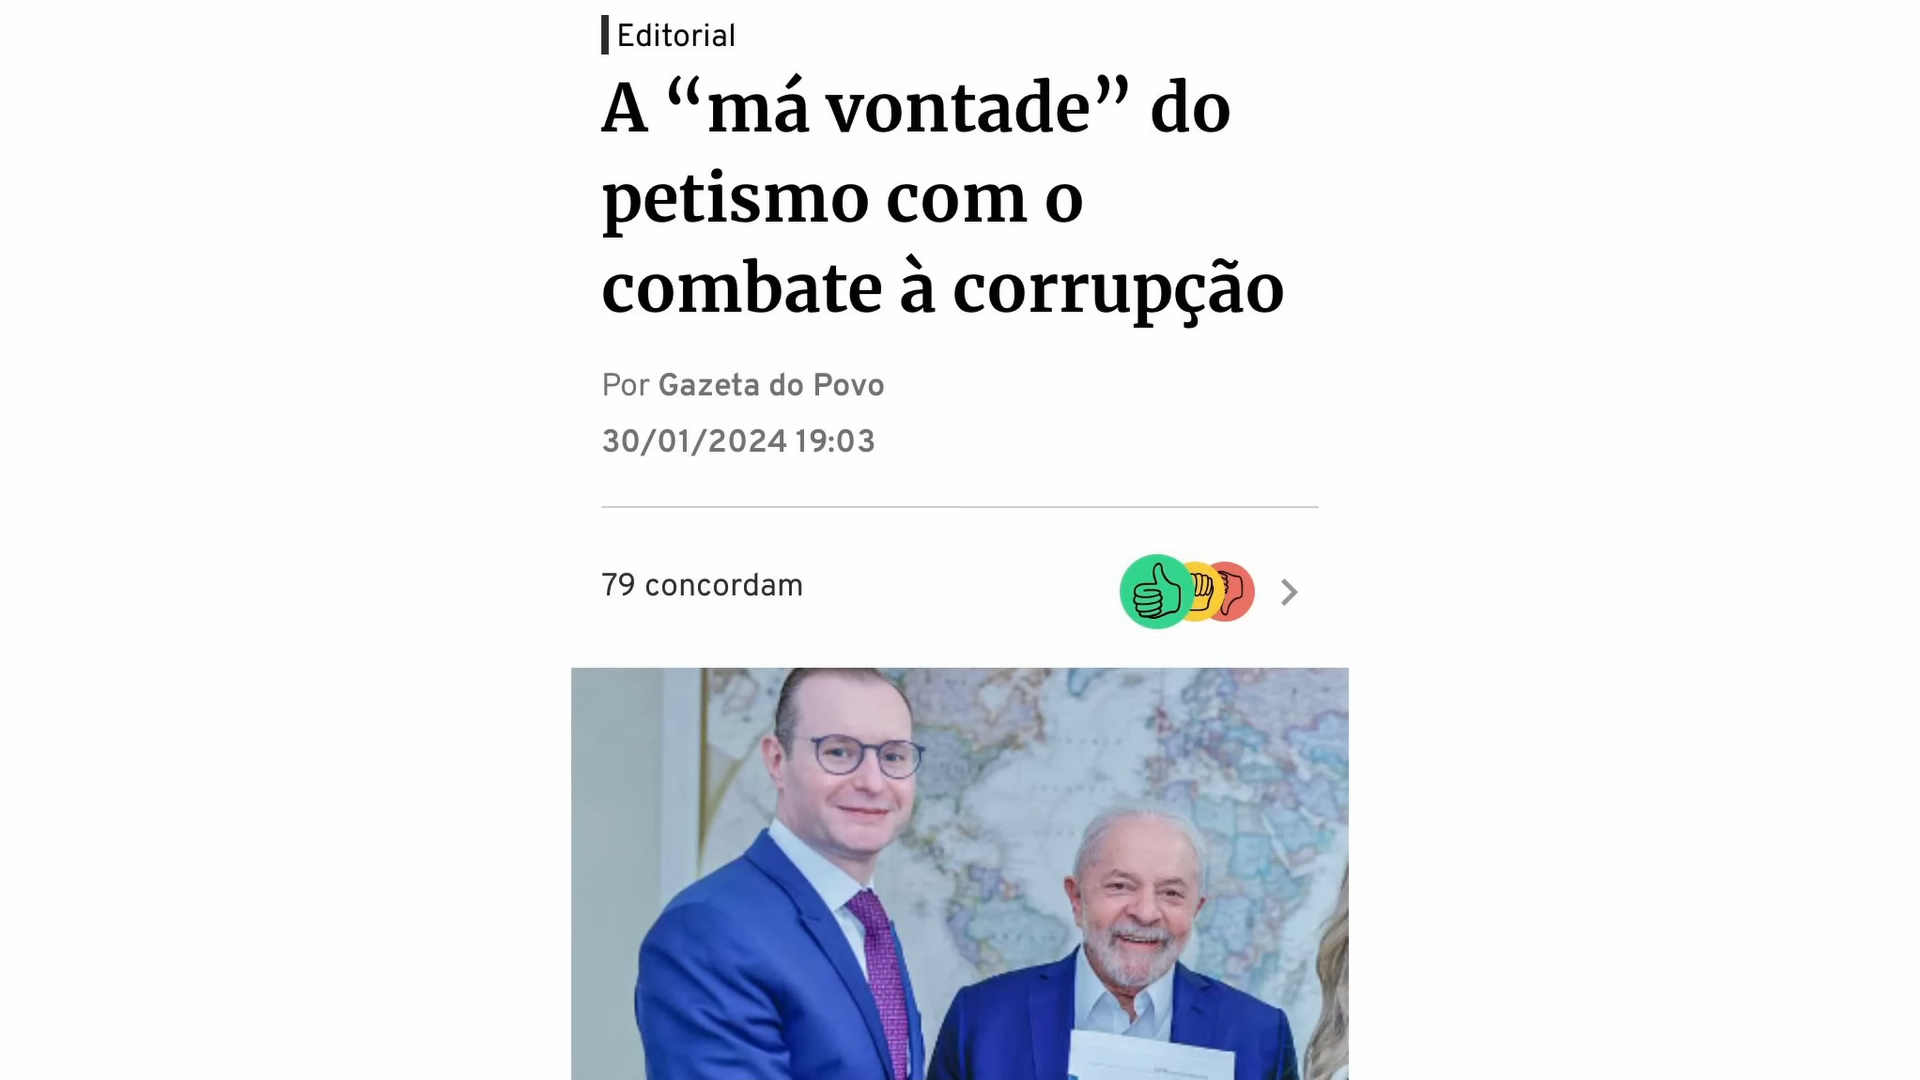 Editorial
A “má vontade” do
petismo com o
combate à corrupção
Por Gazeta do Povo
30/01/2024 19:03
79 concordam